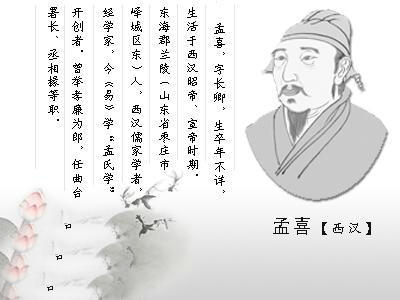 孟喜，字长卿，生卒年不详，
生活于西汉昭帝、宣帝时期。
东海郡兰陵（山东省枣庄市
峄城区东）人，西汉儒家学者，
经学家，今《易》学“孟氏学”
开创者。曾举孝廉为郎，任曲台
署长、丞相掾等职。
孟喜【西汉】